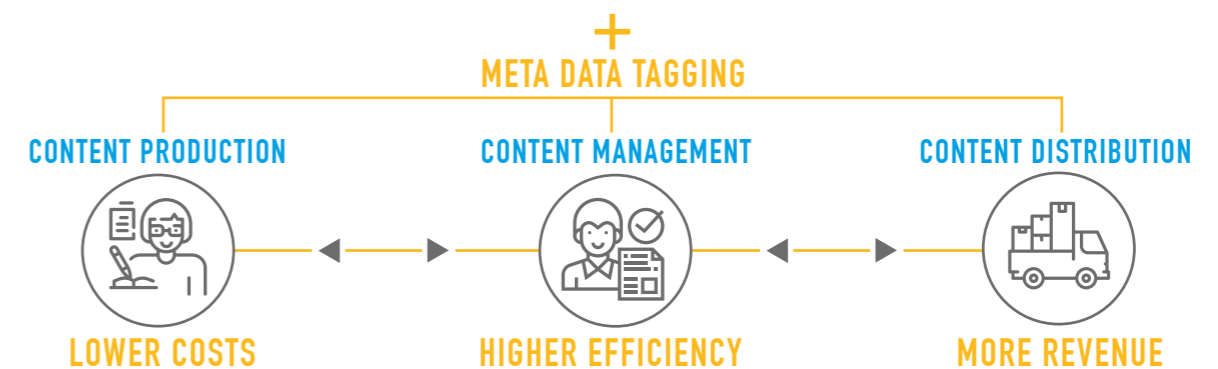 +
META DATA TAGGING
CONTENT PRODUCTION
CONTENT MANAGEMENT
CONTENT DISTRIBUTION
LOWER COSTS
HIGHER EFFICIENCY
MORE REVENUE